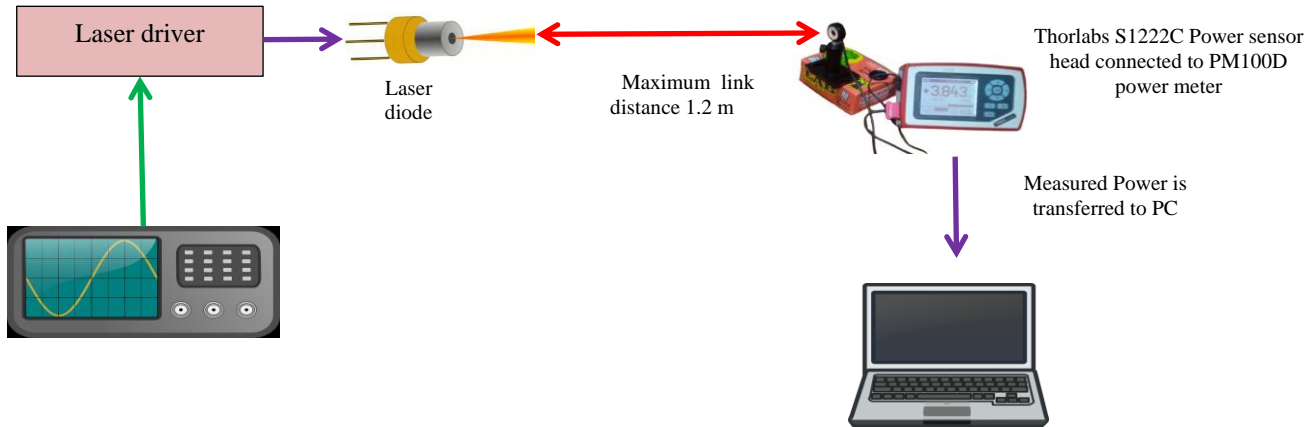 Laser driver
Laser
diode
Maximum link
distance 1.2 m
Thorlabs S1222C Power sensor
head connected to PM100D
power meter
+3.843
Measured Power is
transferred to PC